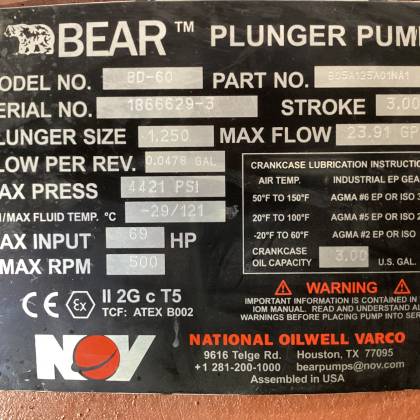 BEAR™ PLUNGER PUM
ODEL NO. BD-60 PART NO. B65A125A01NA1
ERIAL NO. 1866629-3 STROKE 3.00
LUNGER SIZE 1.250 MAX FLOW 23.91 GP
LOW PER REV. 0.0478 GAL
AX PRESS 4421 PSI
/MAX FLUID TEMP. °C -29/121
AX INPUT 69 HP
MAX RPM 500
CRANKCASE LUBRICATION INSTRUCTION
AIR TEMP. INDUSTRIAL EP GEA
50°F TO 150°F AGMA #6 EP OR ISO 3
20°F TO 100°F AGMA #5 EP OR ISO 2
-20°F TO 60°F AGMA #2 EP OR ISO
CRANKCASE
OIL CAPACITY 3.00 U.S. GAL.
WARNING
IMPORTANT INFORMATION IS CONTAINED IN
IOM MANUAL. READ AND UNDERSTAND AL
WARNINGS BEFORE PLACING PUMP INTO SER
CE Ex II 2G c T5
TCF: ATEX B002
NOV
NATIONAL OILWELL VARCO
9616 Telge Rd. Houston, TX 77095
+1 281-200-1000 bearpumps@nov.com
Assembled in USA